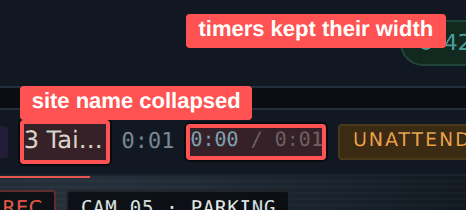 timers kept their width
42
site name collapsed
3 Tai… 0:01 0:00 / 0:01 UNATTEND
REC CAM 05 · PARKING